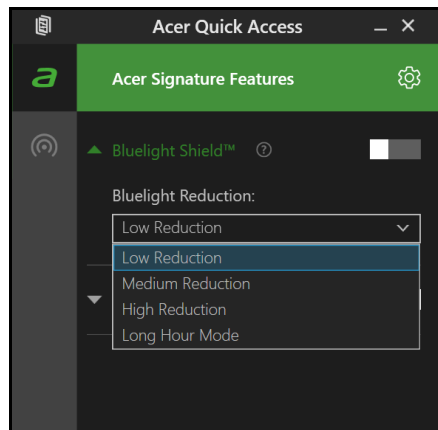 Acer Quick Access
a
Acer Signature Features
Bluelight Shield™ ?
Bluelight Reduction:
Low Reduction
Low Reduction
Medium Reduction
High Reduction
Long Hour Mode